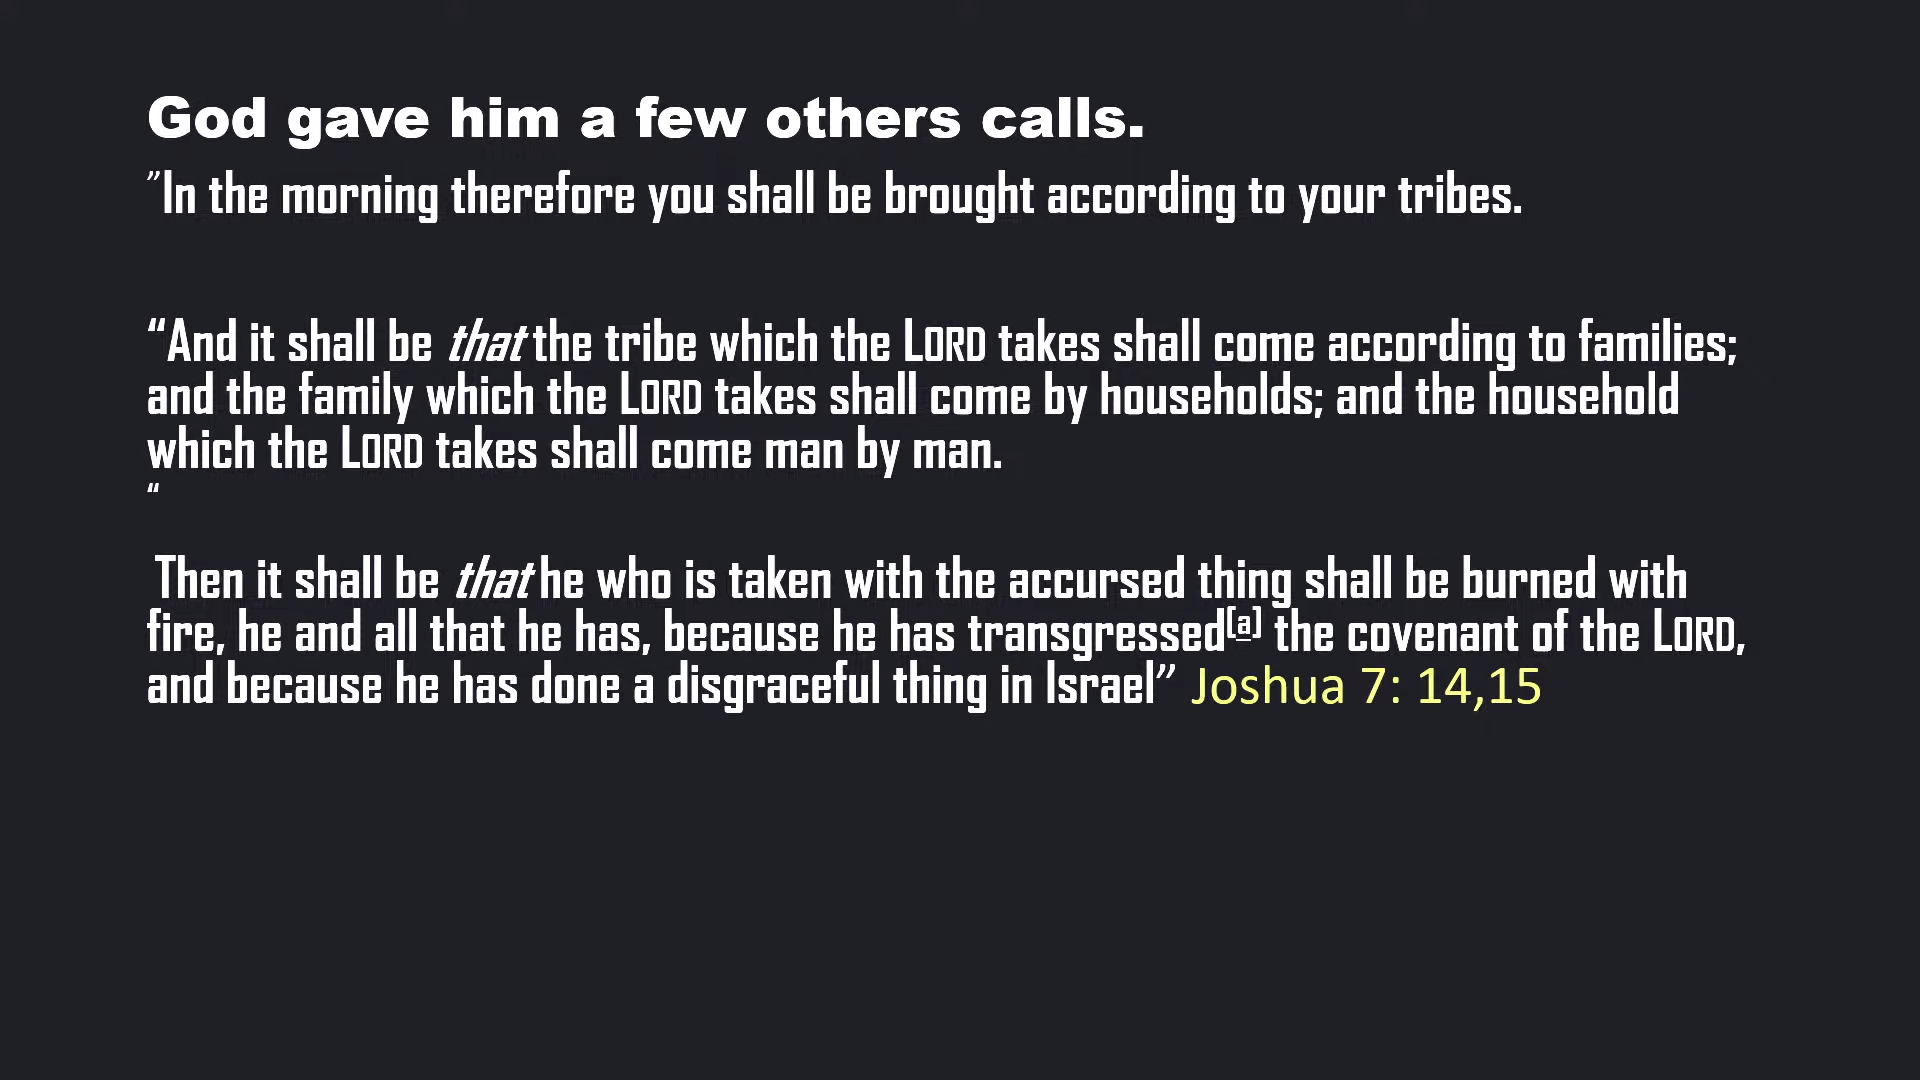 God gave him a few others calls.
”In the morning therefore you shall be brought according to your tribes.
“And it shall be that the tribe which the LORD takes shall come according to families;
and the family which the LORD takes shall come by households; and the household
which the LORD takes shall come man by man.
“
Then it shall be that he who is taken with the accursed thing shall be burned with
fire, he and all that he has, because he has transgressed[a] the covenant of the LORD,
and because he has done a disgraceful thing in Israel” Joshua 7: 14,15